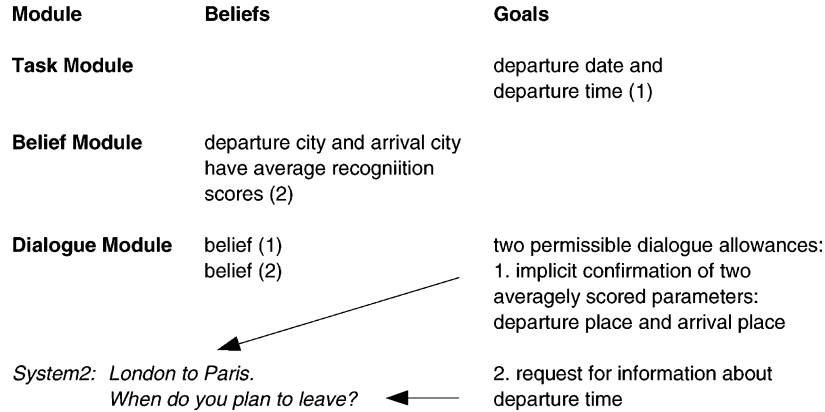 Module Beliefs Goals
Task Module departure date and
departure time (1)
Belief Module departure city and arrival city
have average recogniition
scores (2)
Dialogue Module belief (1) two permissible dialogue allowances:
belief (2) 1. implicit confirmation of two
averagely scored parameters:
departure place and arrival place
System2: London to Paris. 2. request for information about
When do you plan to leave? departure time